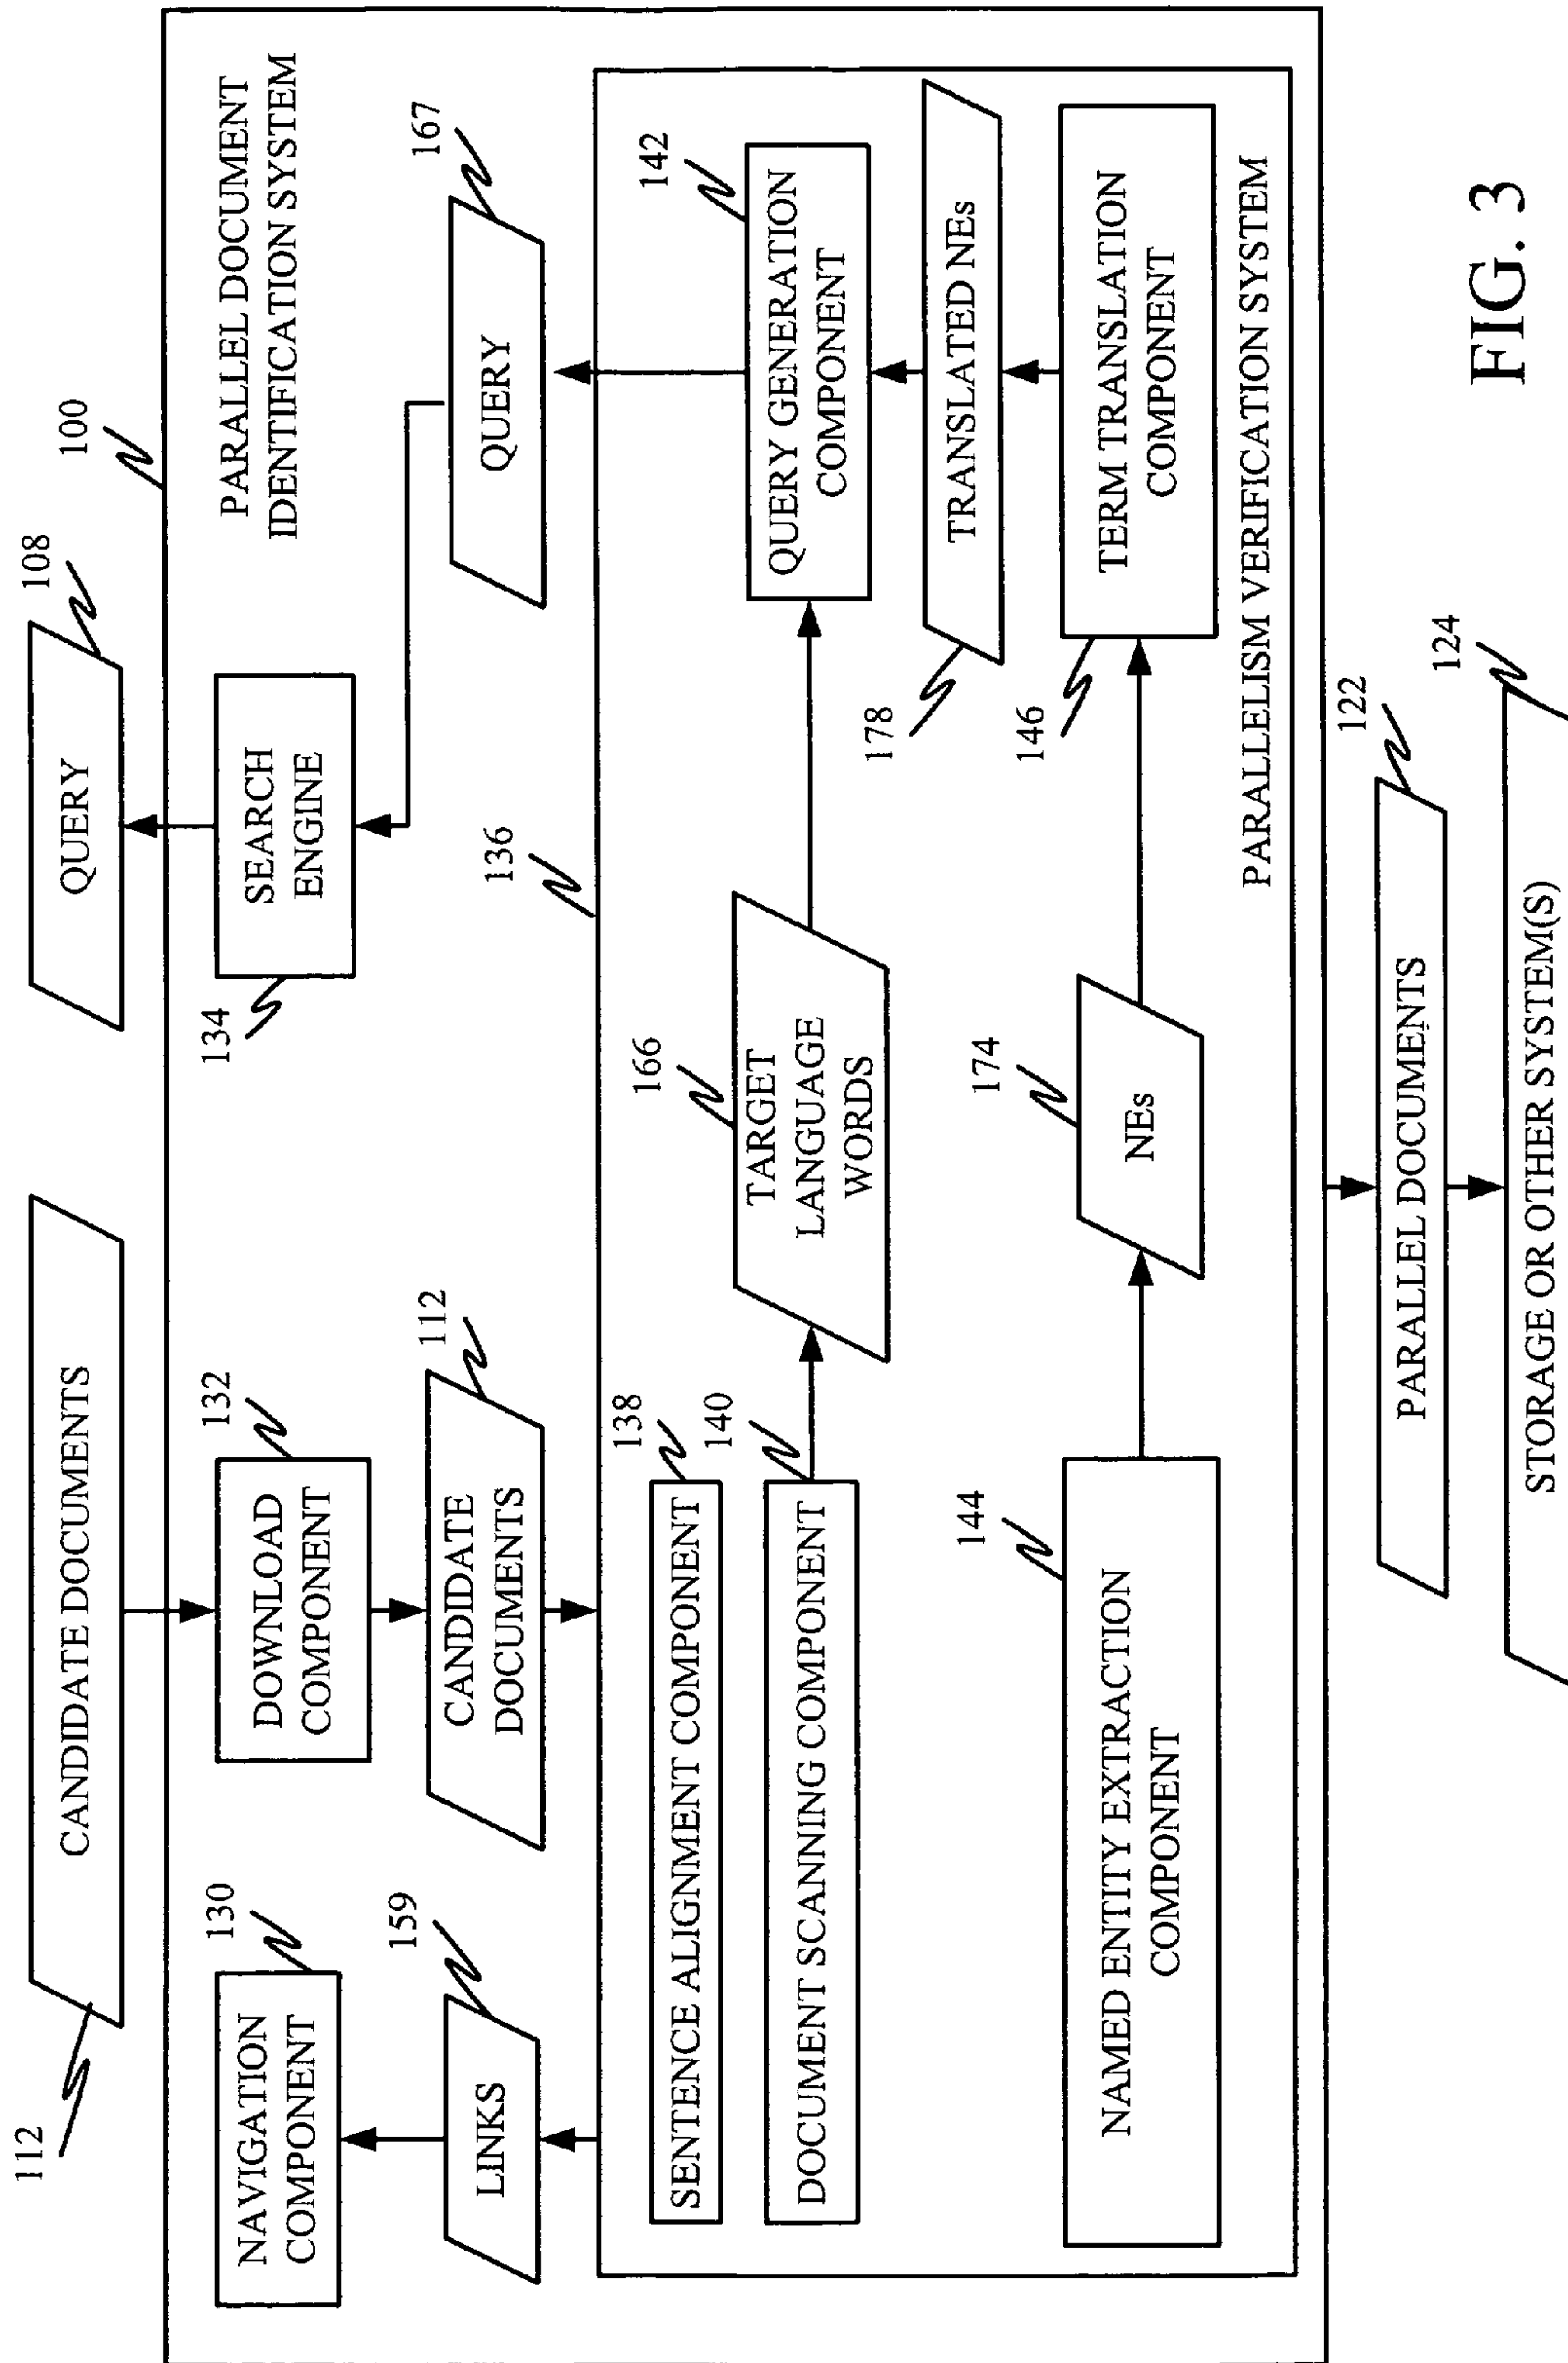 112
CANDIDATE DOCUMENTS
QUERY
108
100
NAVIGATION
COMPONENT
130
DOWNLOAD
COMPONENT
132
SEARCH
ENGINE
134
PARALLEL DOCUMENT
IDENTIFICATION SYSTEM
LINKS
159
CANDIDATE
DOCUMENTS
112
QUERY
167
136
SENTENCE ALIGNMENT COMPONENT
138
DOCUMENT SCANNING COMPONENT
140
TARGET
LANGUAGE
WORDS
166
QUERY GENERATION
COMPONENT
142
TRANSLATED NEs
178
NAMED ENTITY EXTRACTION
COMPONENT
144
NEs
174
TERM TRANSLATION
COMPONENT
146
PARALLELISM VERIFICATION SYSTEM
PARALLEL DOCUMENTS
122
STORAGE OR OTHER SYSTEM(S)
124
FIG. 3